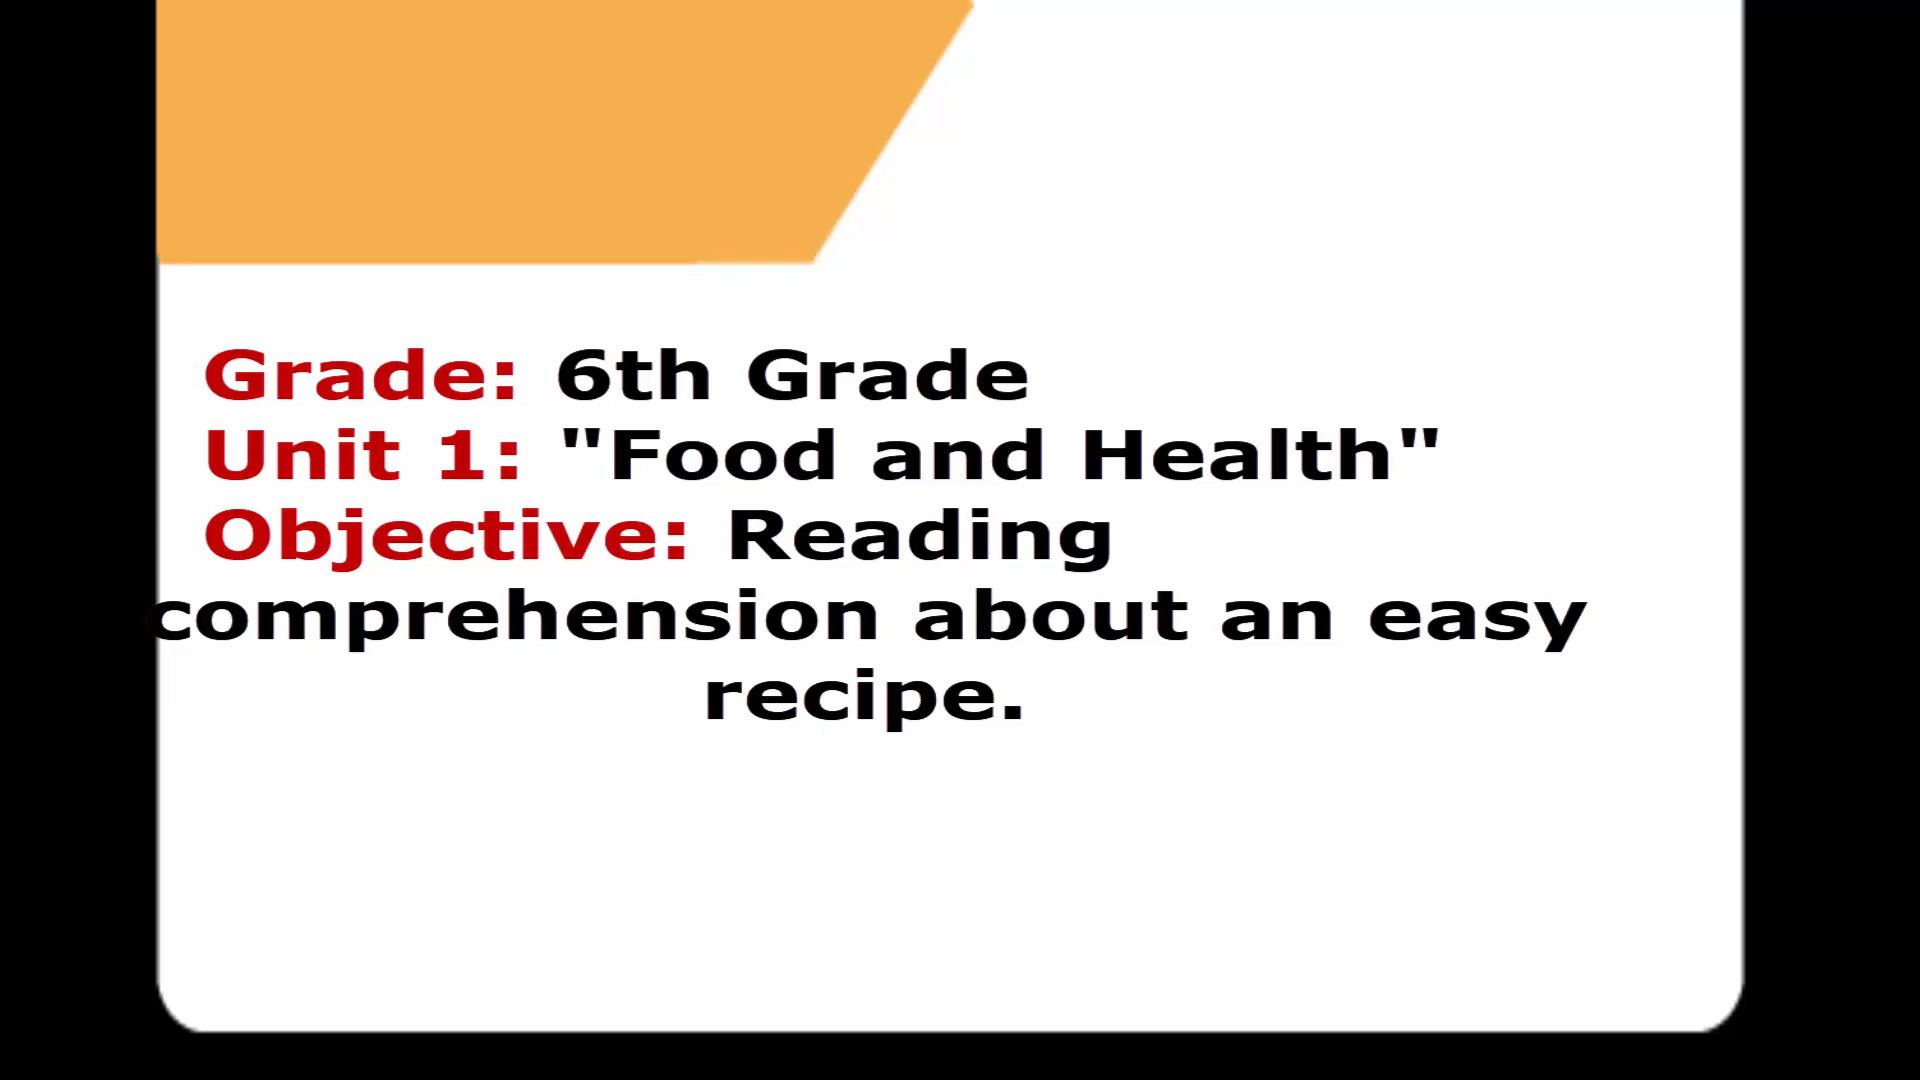 Grade: 6th Grade
Unit 1: "Food and Health"
Objective: Reading
comprehension about an easy
recipe.